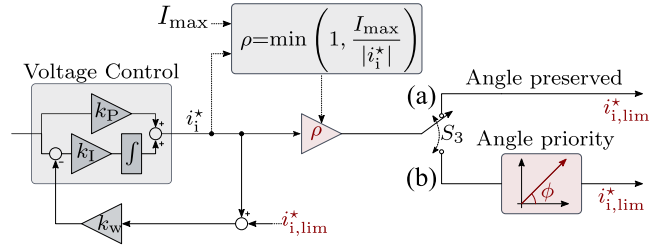 I_max
ρ=min(1, I_max/|i_i^⋆|)
Voltage Control
k_P
k_I
∫
+
+
-
i_i^⋆
ρ
(a)
Angle preserved
i_i,lim^⋆
S_3
Angle priority
(b)
ϕ
i_i,lim^⋆
k_w
+
i_i,lim^⋆